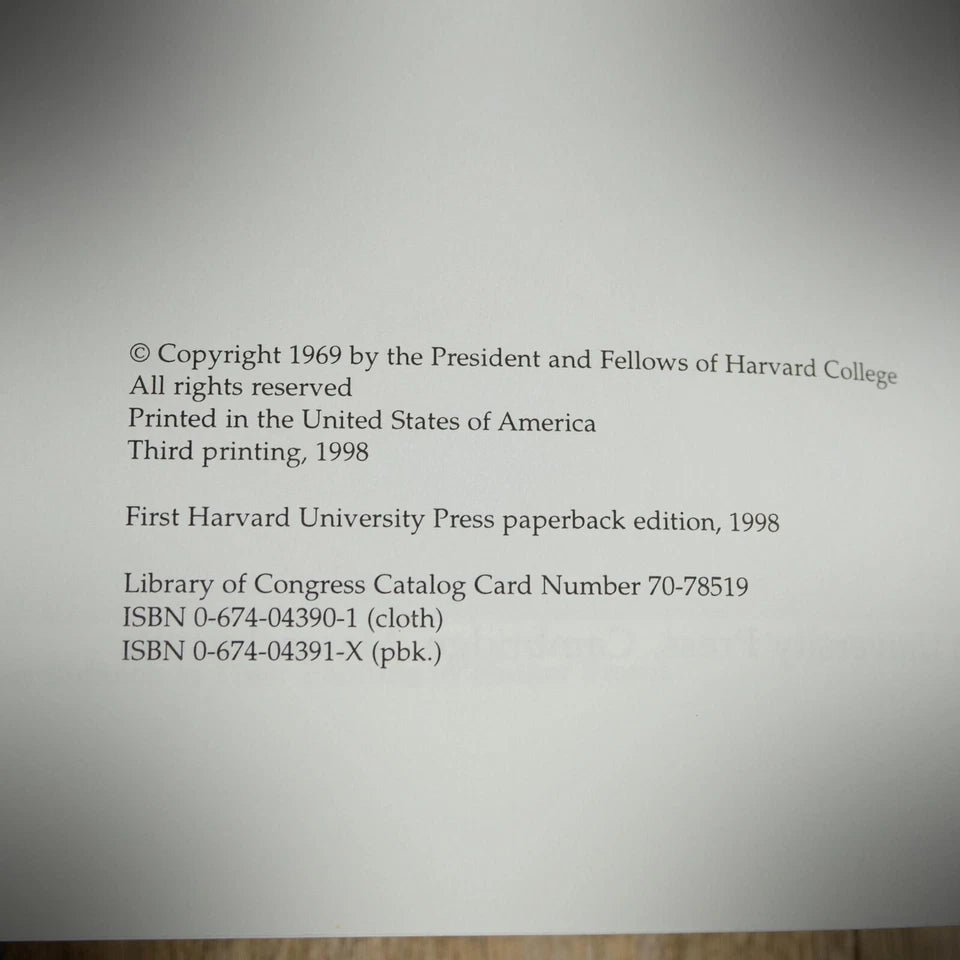 © Copyright 1969 by the President and Fellows of Harvard College
All rights reserved
Printed in the United States of America
Third printing, 1998
First Harvard University Press paperback edition, 1998
Library of Congress Catalog Card Number 70-78519
ISBN 0-674-04390-1 (cloth)
ISBN 0-674-04391-X (pbk.)